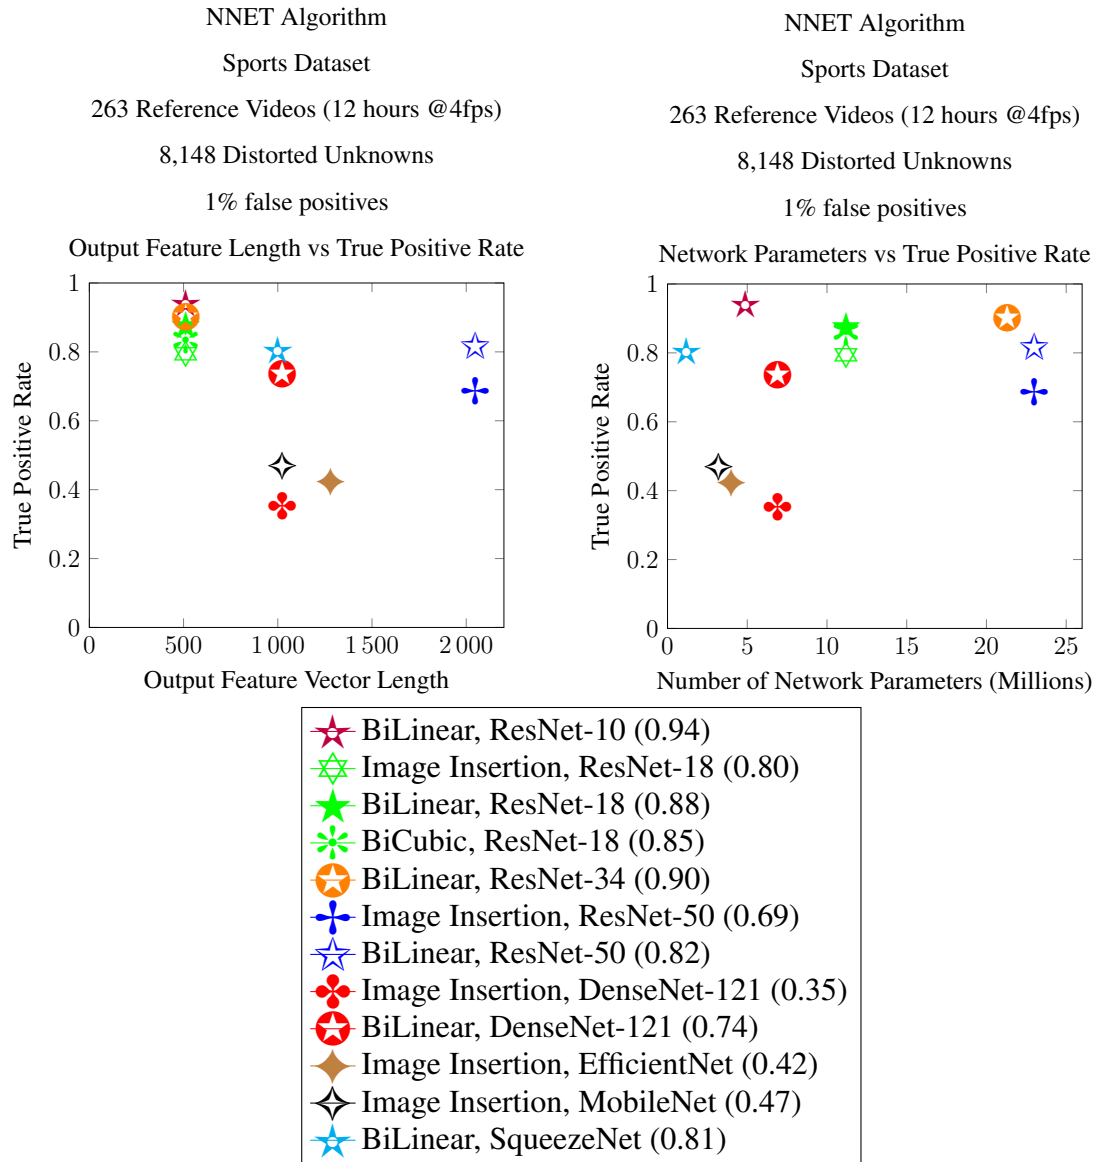 NNET Algorithm
Sports Dataset
263 Reference Videos (12 hours @4fps)
8,148 Distorted Unknowns
1% false positives
Output Feature Length vs True Positive Rate
1
0.8
0.6
0.4
0.2
0
True Positive Rate
0
500
1 000
1 500
2 000
Output Feature Vector Length
NNET Algorithm
Sports Dataset
263 Reference Videos (12 hours @4fps)
8,148 Distorted Unknowns
1% false positives
Network Parameters vs True Positive Rate
1
0.8
0.6
0.4
0.2
0
True Positive Rate
0
5
10
15
20
25
Number of Network Parameters (Millions)
BiLinear, ResNet-10 (0.94)
Image Insertion, ResNet-18 (0.80)
BiLinear, ResNet-18 (0.88)
BiCubic, ResNet-18 (0.85)
BiLinear, ResNet-34 (0.90)
Image Insertion, ResNet-50 (0.69)
BiLinear, ResNet-50 (0.82)
Image Insertion, DenseNet-121 (0.35)
BiLinear, DenseNet-121 (0.74)
Image Insertion, EfficientNet (0.42)
Image Insertion, MobileNet (0.47)
BiLinear, SqueezeNet (0.81)